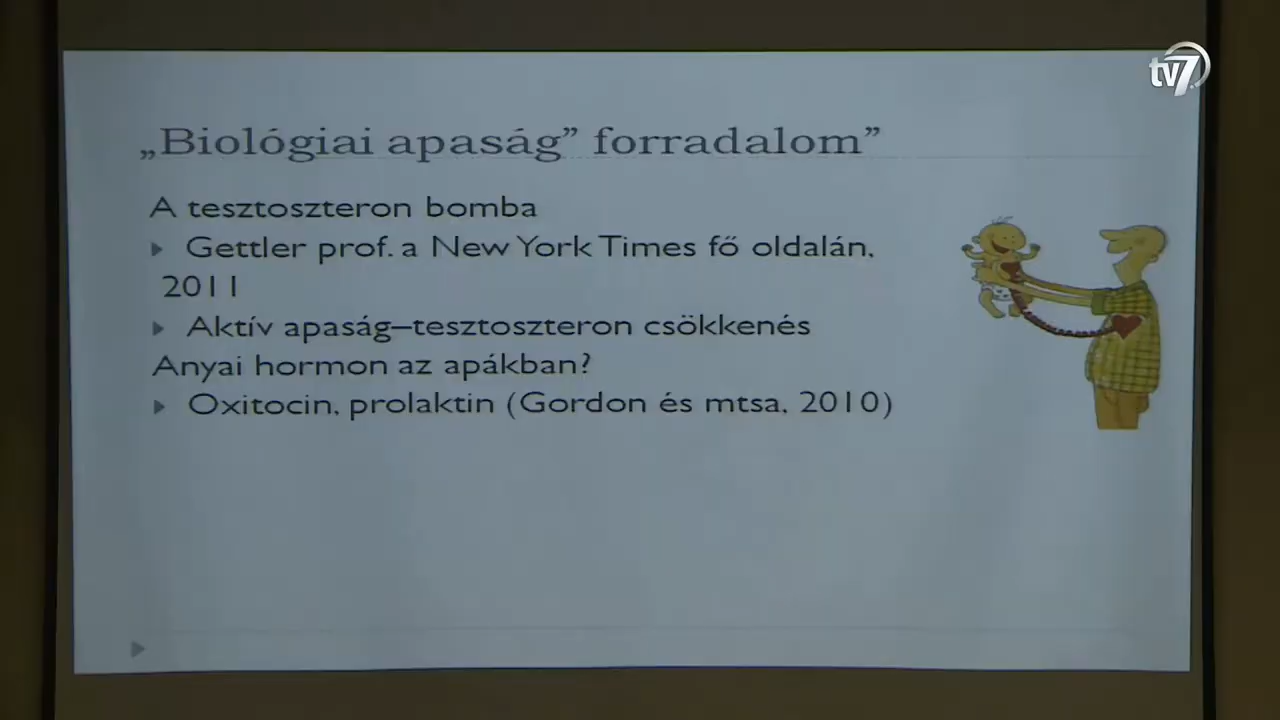 tv7
„Biológiai apaság” forradalom”
A tesztoszteron bomba
Gettler prof. a New York Times fő oldalán,
2011
Aktív apaság–tesztoszteron csökkenés
Anyai hormon az apákban?
Oxitocin, prolaktin (Gordon és mtsa, 2010)